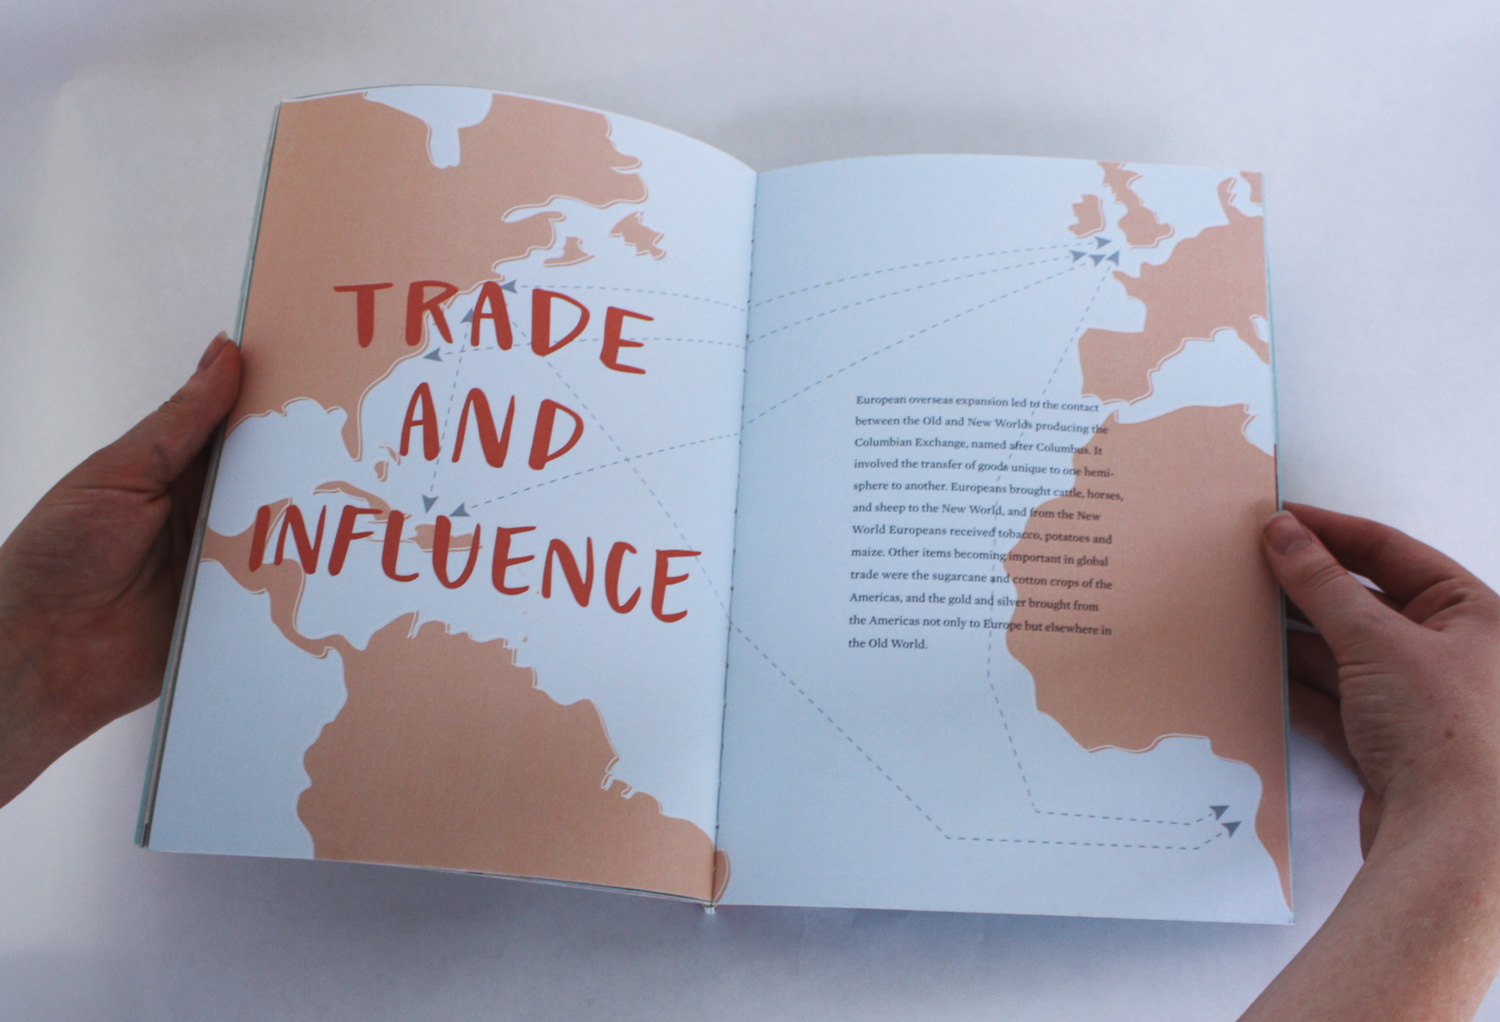 TRADE
AND
INFLUENCE
European overseas expansion led to the contact
between the Old and New Worlds producing the
Columbian Exchange, named after Columbus. It
involved the transfer of goods unique to one hemi-
sphere to another. Europeans brought cattle, horses,
and sheep to the New World, and from the New
World Europeans received tobacco, potatoes and
maize. Other items becoming important in global
trade were the sugarcane and cotton crops of the
Americas, and the gold and silver brought from
the Americas not only to Europe but elsewhere in
the Old World.